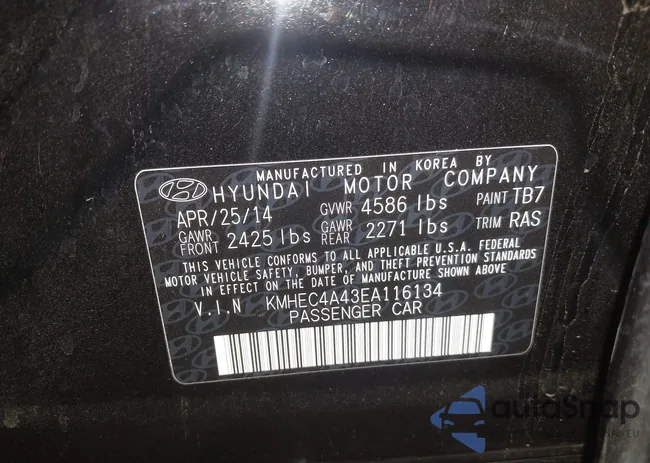 MANUFACTURED IN KOREA BY
HYUNDAI MOTOR COMPANY
APR/25/14 GVWR 4586 lbs PAINT TB7
GAWR FRONT 2425 lbs GAWR REAR 2271 lbs TRIM RAS
THIS VEHICLE CONFORMS TO ALL APPLICABLE U.S.A. FEDERAL
MOTOR VEHICLE SAFETY, BUMPER, AND THEFT PREVENTION STANDARDS
IN EFFECT ON THE DATE OF MANUFACTURE SHOWN ABOVE
V.I.N KMHEC4A43EA116134
PASSENGER CAR
autoSnap